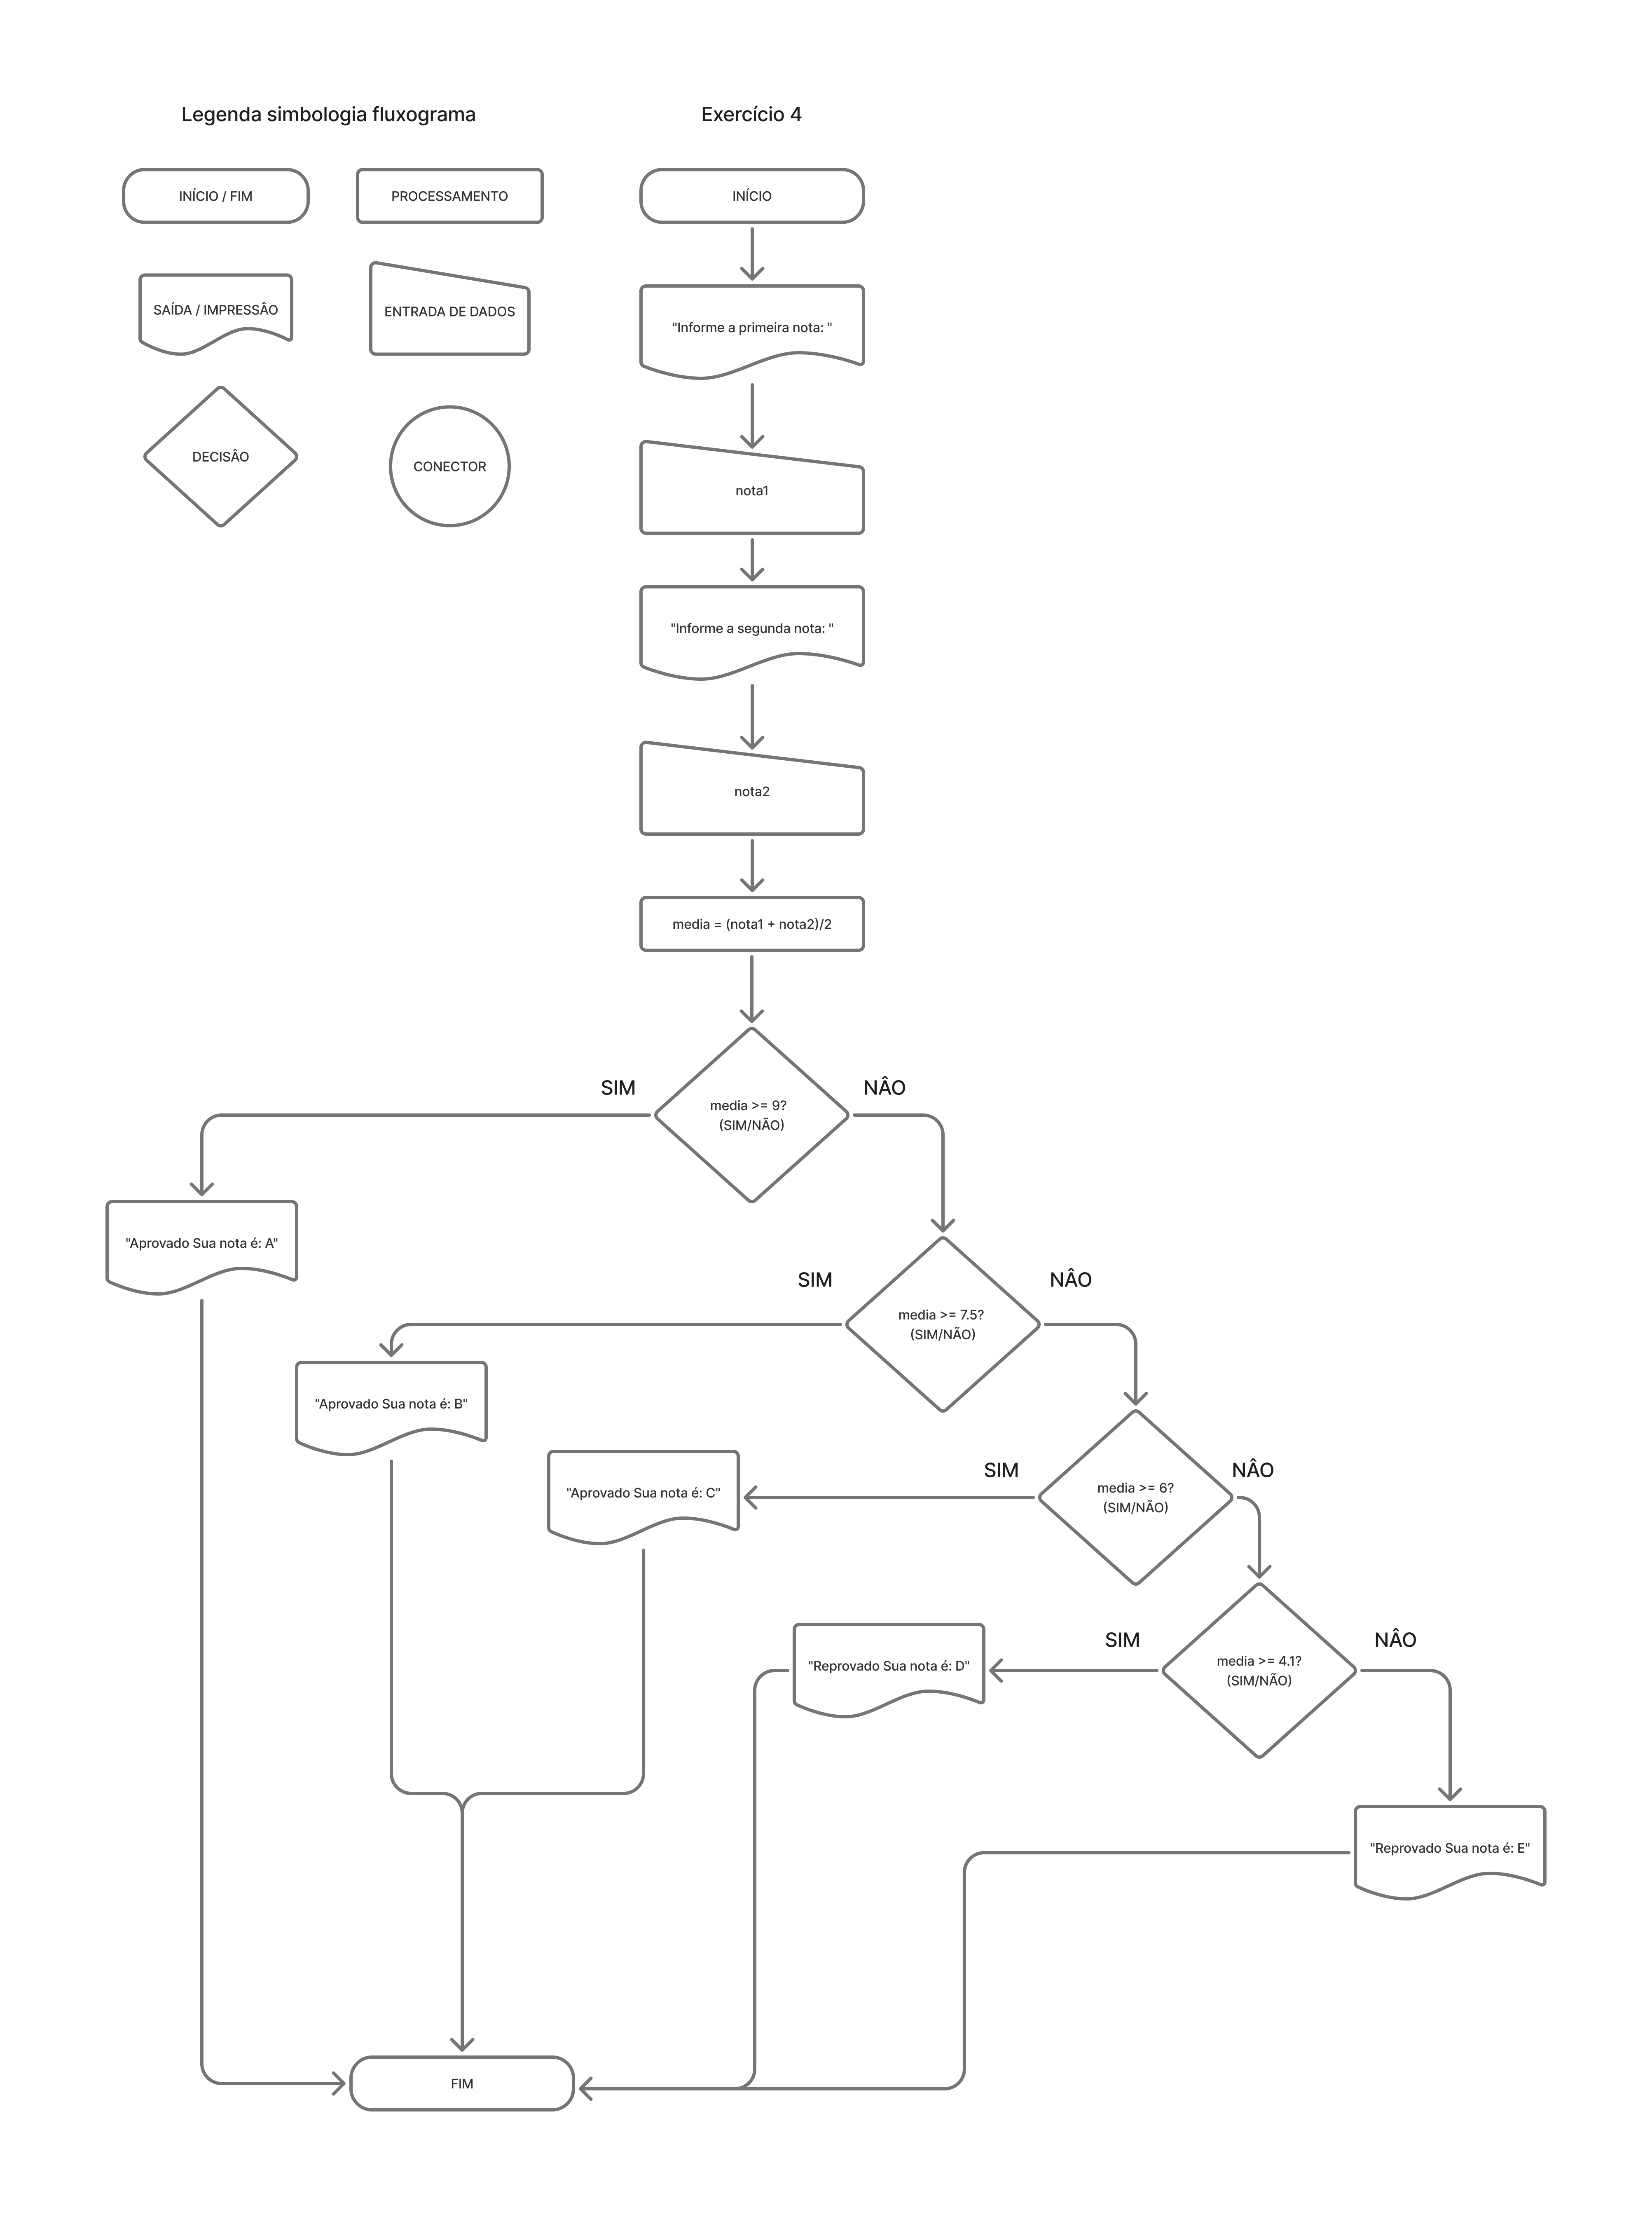 Legenda simbologia fluxograma
Exercício 4
INÍCIO / FIM
PROCESSAMENTO
SAÍDA / IMPRESSÂO
ENTRADA DE DADOS
DECISÂO
CONECTOR
INÍCIO
"Informe a primeira nota: "
nota1
"Informe a segunda nota: "
nota2
media = (nota1 + nota2)/2
SIM
NÂO
media >= 9?
(SIM/NÃO)
"Aprovado Sua nota é: A"
SIM
NÂO
media >= 7.5?
(SIM/NÃO)
"Aprovado Sua nota é: B"
SIM
NÂO
media >= 6?
(SIM/NÃO)
"Aprovado Sua nota é: C"
SIM
NÂO
media >= 4.1?
(SIM/NÃO)
"Reprovado Sua nota é: D"
"Reprovado Sua nota é: E"
FIM